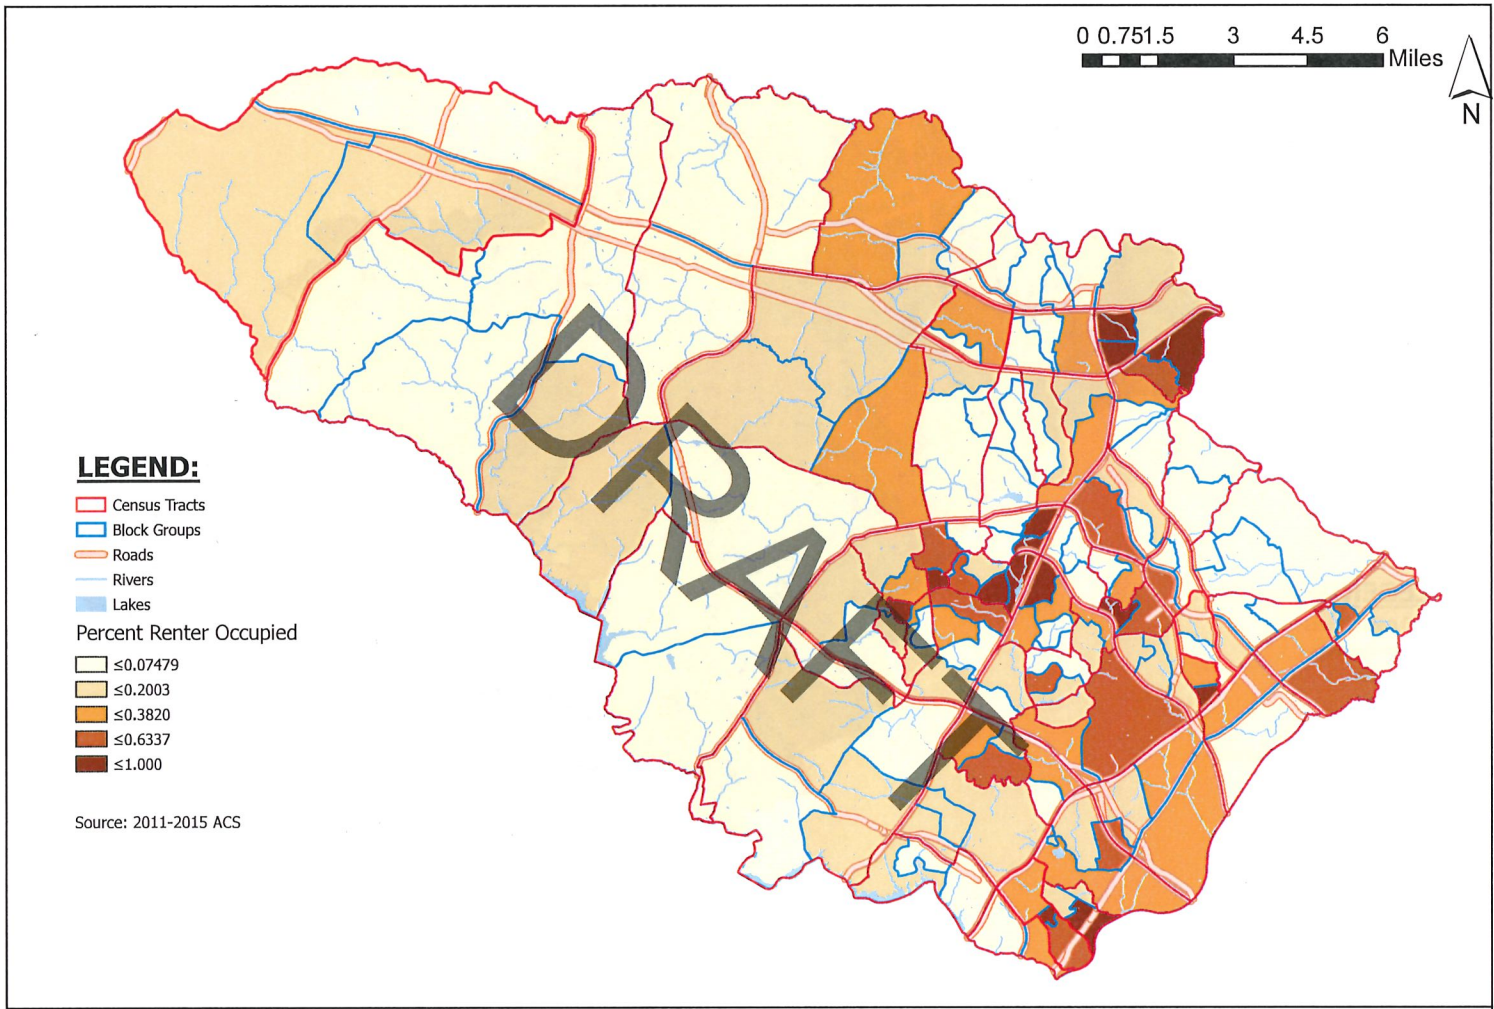 0 0.751.5 3 4.5 6
Miles
N
DRAFT
LEGEND:
Census Tracts
Block Groups
Roads
Rivers
Lakes
Percent Renter Occupied
≤0.07479
≤0.2003
≤0.3820
≤0.6337
≤1.000
Source: 2011-2015 ACS